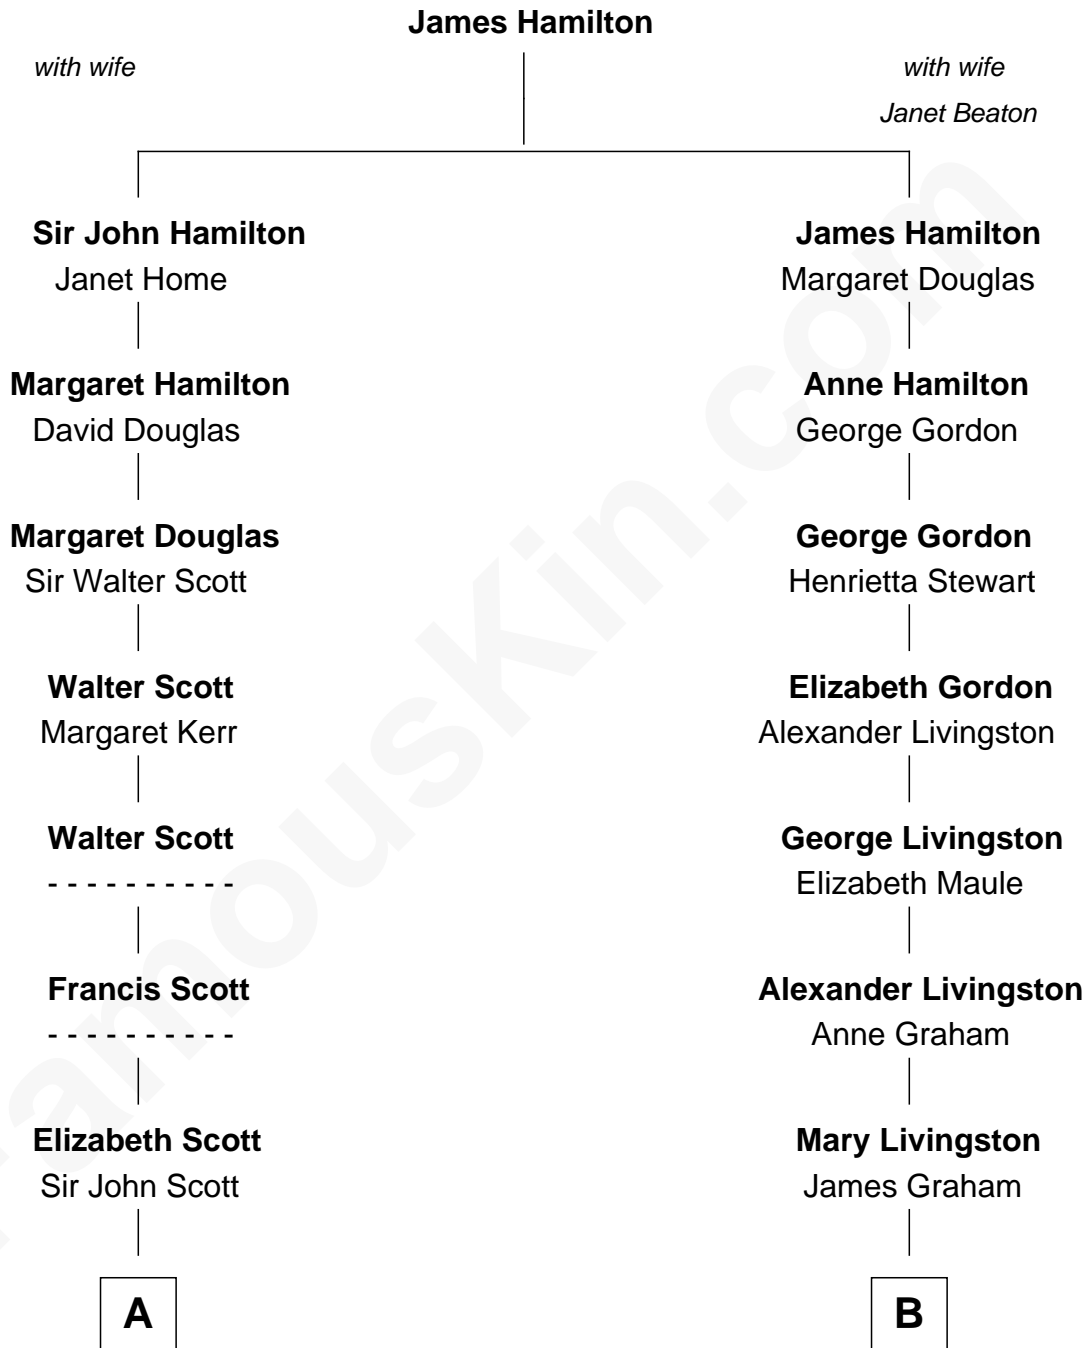 James Hamilton
with wife
with wife
Janet Beaton
Sir John Hamilton
James Hamilton
Janet Home
Margaret Douglas
Margaret Hamilton
Anne Hamilton
David Douglas
George Gordon
Margaret Douglas
George Gordon
Sir Walter Scott
Henrietta Stewart
Walter Scott
Elizabeth Gordon
Margaret Kerr
Alexander Livingston
Walter Scott
George Livingston
- - - - - - - - - -
Elizabeth Maule
Francis Scott
Alexander Livingston
- - - - - - - - - -
Anne Graham
Elizabeth Scott
Mary Livingston
Sir John Scott
James Graham
A
B
FamousKin.com